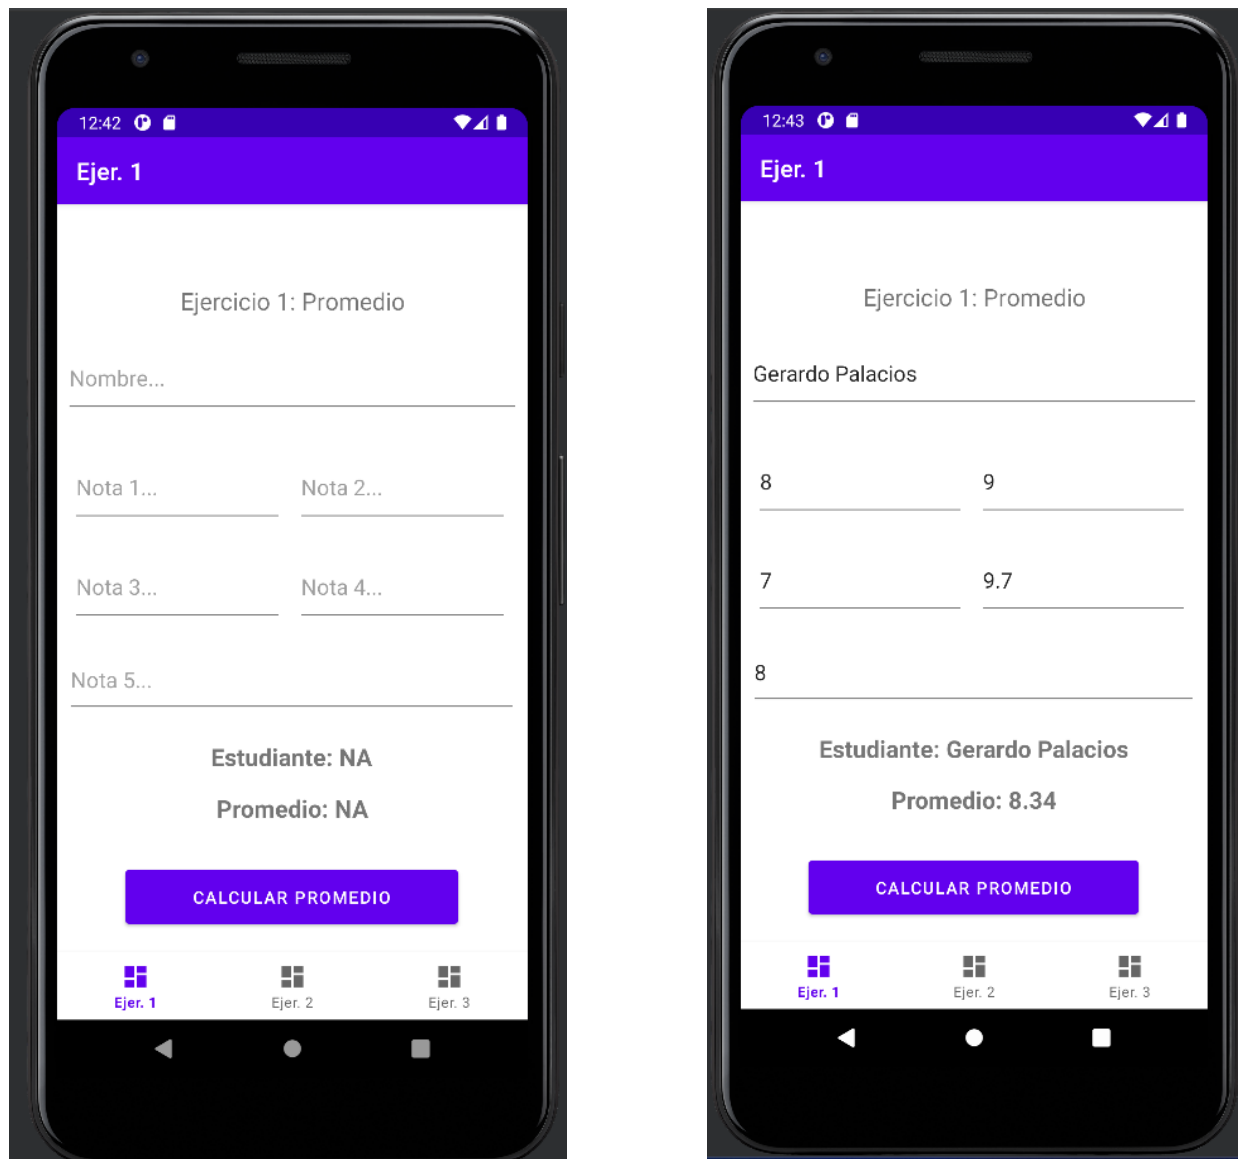 12:42
Ejer. 1
Ejercicio 1: Promedio
Nombre...
Nota 1... Nota 2...
Nota 3... Nota 4...
Nota 5...
Estudiante: NA
Promedio: NA
CALCULAR PROMEDIO
Ejer. 1 Ejer. 2 Ejer. 3
12:43
Ejer. 1
Ejercicio 1: Promedio
Gerardo Palacios
8 9
7 9.7
8
Estudiante: Gerardo Palacios
Promedio: 8.34
CALCULAR PROMEDIO
Ejer. 1 Ejer. 2 Ejer. 3